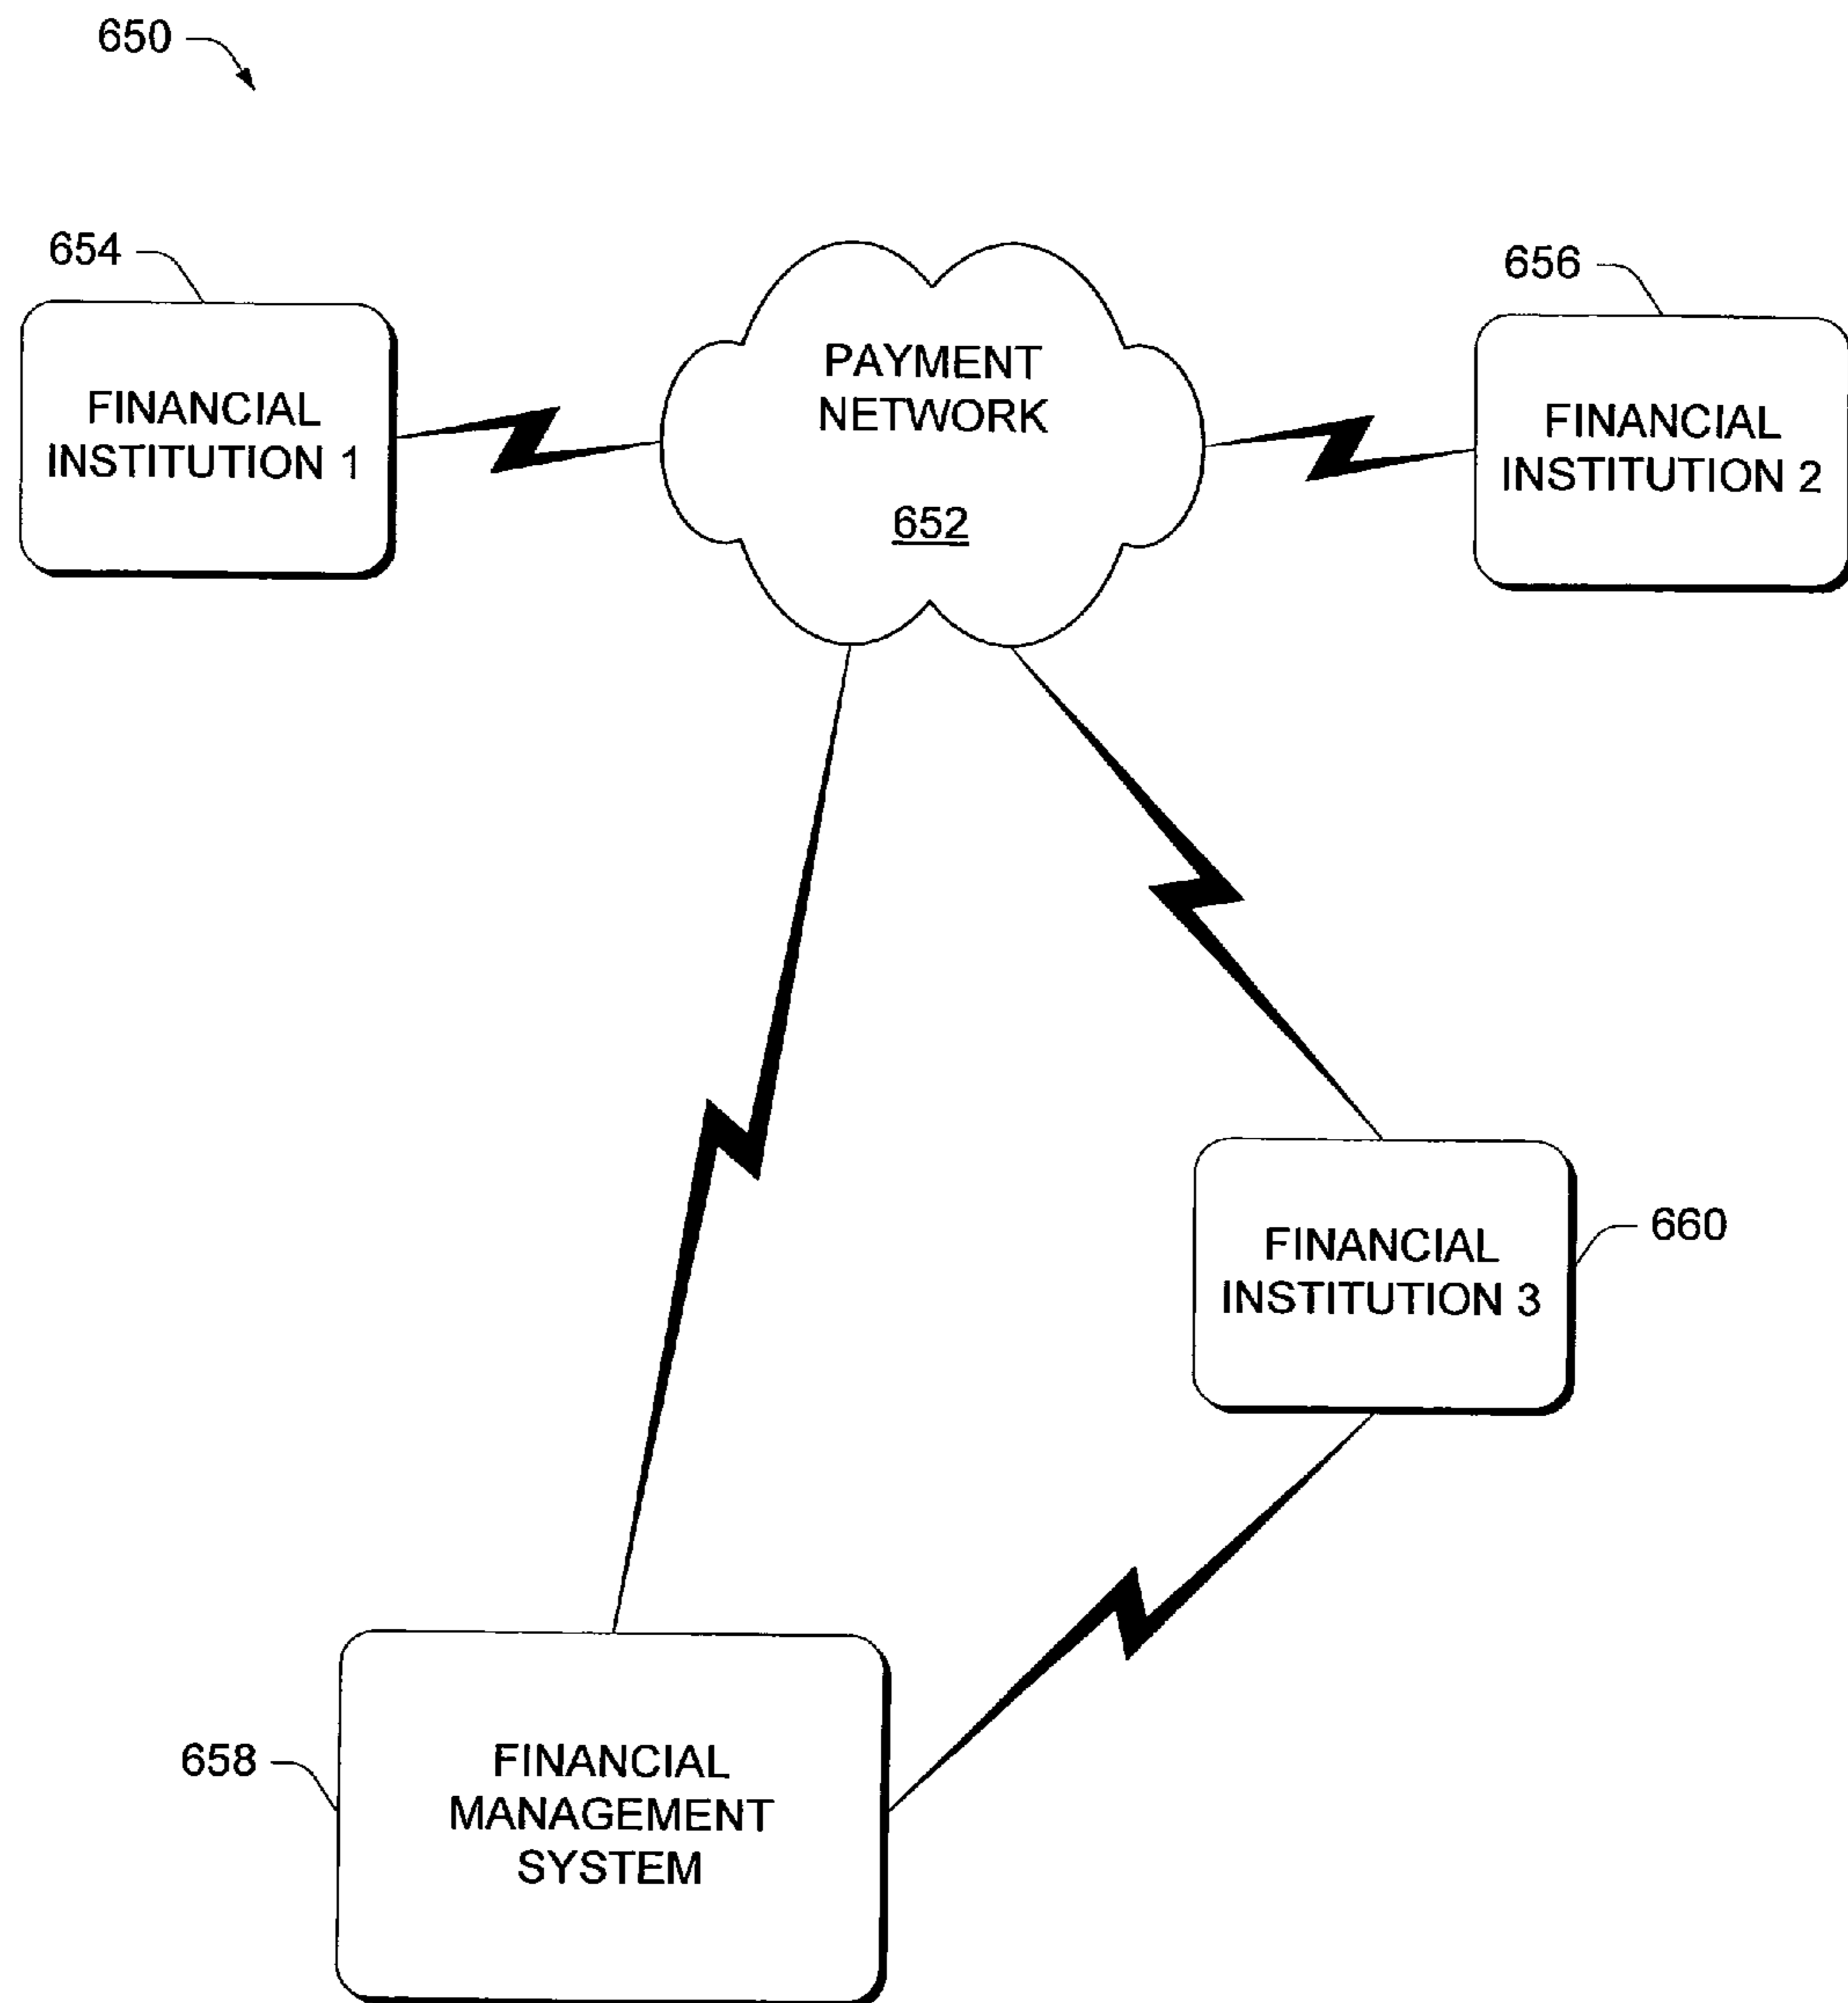 650
654
FINANCIAL
INSTITUTION 1
PAYMENT
NETWORK
652
656
FINANCIAL
INSTITUTION 2
FINANCIAL
INSTITUTION 3
660
658
FINANCIAL
MANAGEMENT
SYSTEM